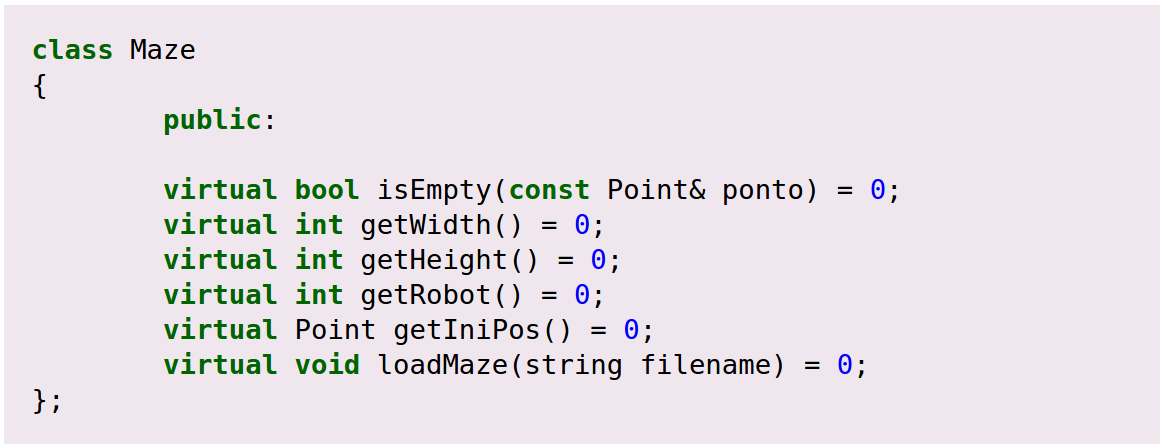 class Maze
{
public:
virtual bool isEmpty(const Point& ponto) = 0;
virtual int getWidth() = 0;
virtual int getHeight() = 0;
virtual int getRobot() = 0;
virtual Point getIniPos() = 0;
virtual void loadMaze(string filename) = 0;
};